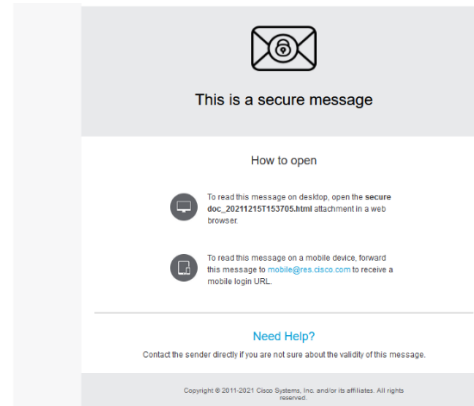 This is a secure message
How to open
To read this message on desktop, open the secure
doc_20211215T153705.html attachment in a web
browser.
To read this message on a mobile device, forward
this message to mobile@res.cisco.com to receive a
mobile login URL.
Need Help?
Contact the sender directly if you are not sure about the validity of this message.
Copyright © 2011-2021 Cisco Systems, Inc. and/or its affiliates. All rights
reserved.